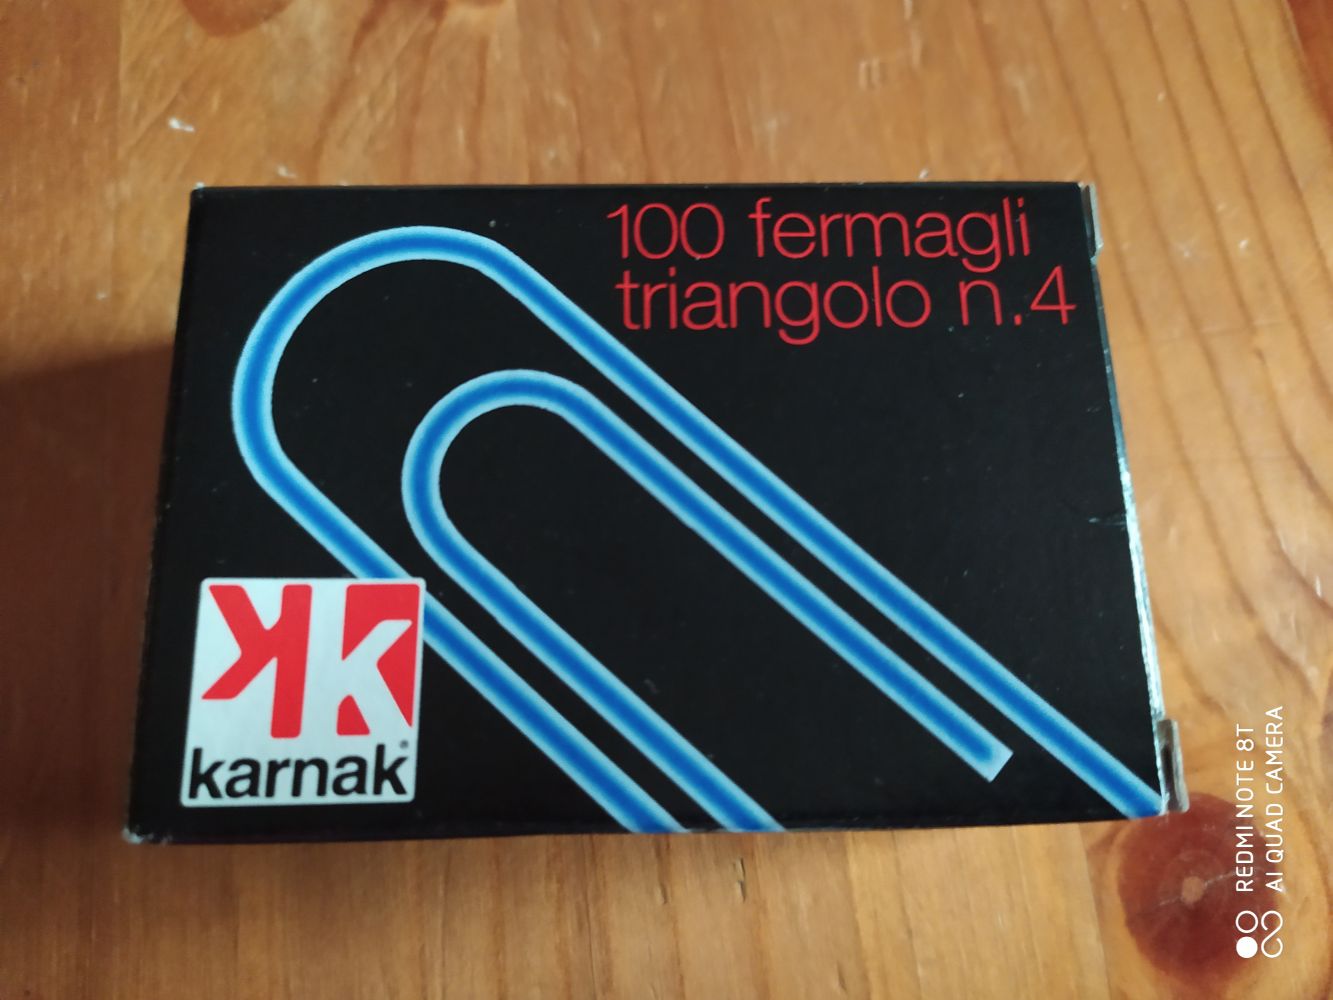 100 fermagli
triangolo n.4
karnak®
REDMI NOTE 8T
AI QUAD CAMERA